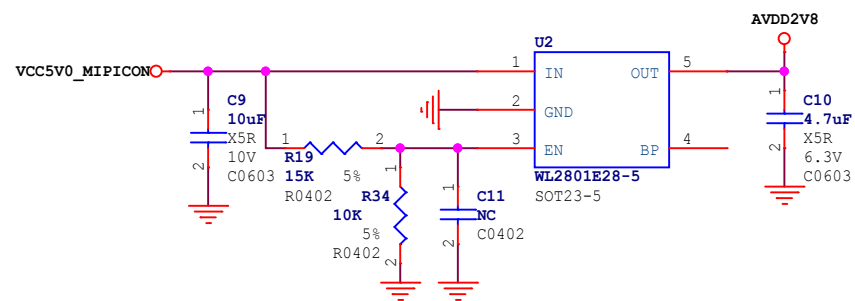 AVDD2V8
U2
VCC5V0_MIPICON
1 IN OUT 5
2 GND
3 EN BP 4
WL2801E28-5
SOT23-5
1
C9
10uF
X5R
10V
C0603
2
1 2
R19
15K 5%
R0402
1
R34
10K
5%
R0402
2
1
C11
NC
C0402
2
1
C10
4.7uF
X5R
6.3V
C0603
2